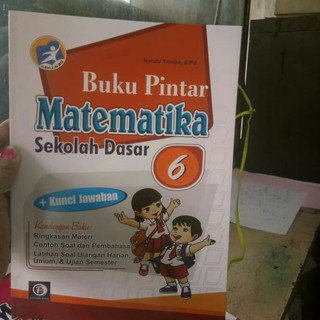 Buku Pintar
Matematika
Sekolah Dasar
6
+ Kunci Jawaban
Kandungan Buku:
Ringkasan Materi
Contoh Soal dan Pembahasan
Latihan Soal Ulangan Harian,
Umum, & Ujian Semester